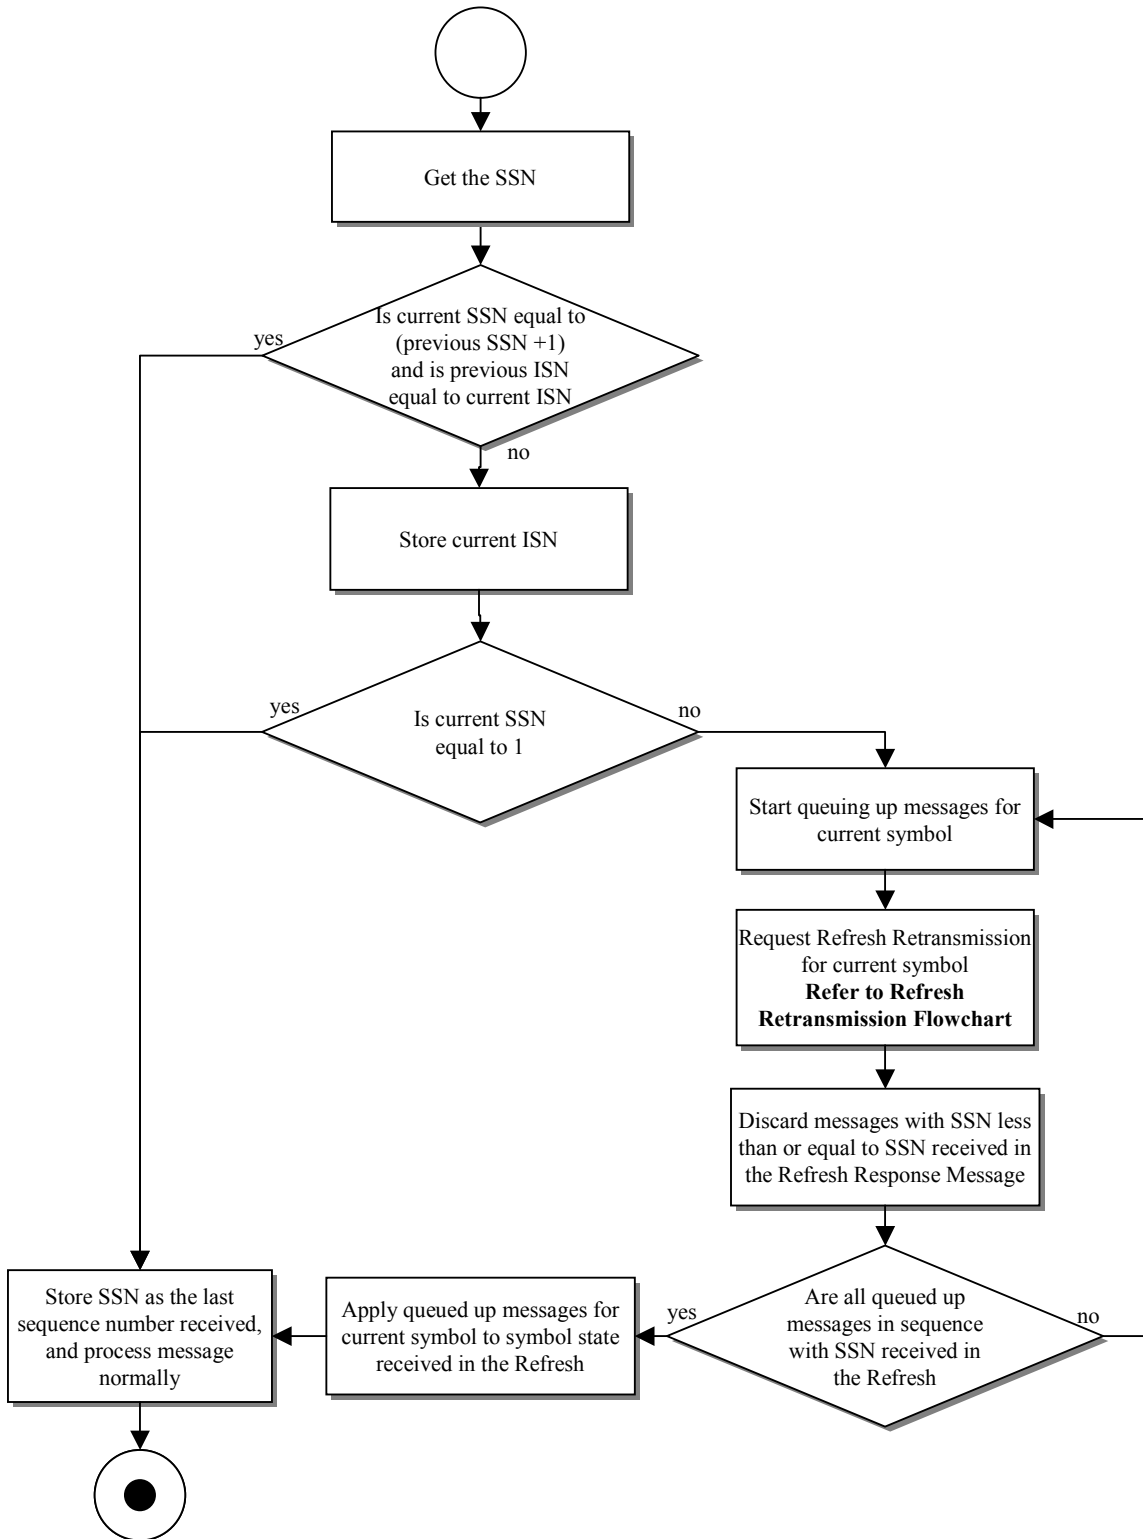 Get the SSN
Is current SSN equal to
(previous SSN +1)
and is previous ISN
equal to current ISN
yes
no
Store current ISN
Is current SSN
equal to 1
yes
no
Start queuing up messages for
current symbol
Request Refresh Retransmission
for current symbol
Refer to Refresh
Retransmission Flowchart
Discard messages with SSN less
than or equal to SSN received in
the Refresh Response Message
Are all queued up
messages in sequence
with SSN received in
the Refresh
yes
no
Apply queued up messages for
current symbol to symbol state
received in the Refresh
Store SSN as the last
sequence number received,
and process message
normally